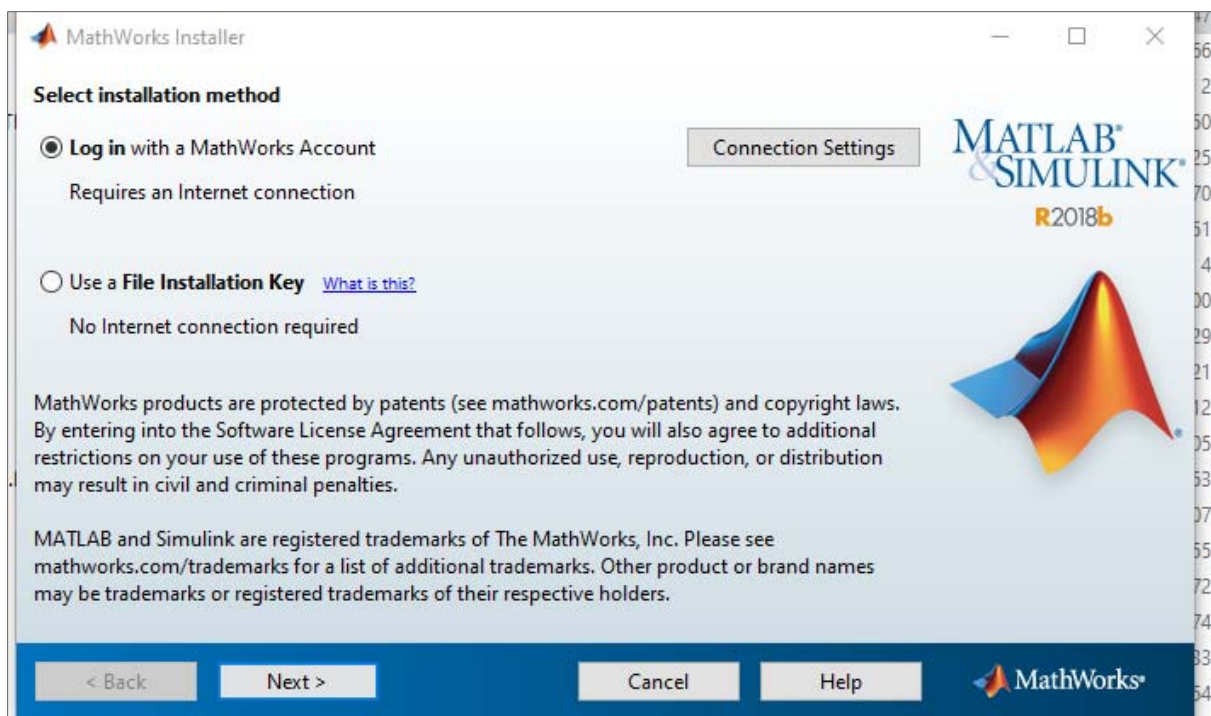 MathWorks Installer
Select installation method
Log in with a MathWorks Account
Connection Settings
Requires an Internet connection
MATLAB®
&SIMULINK®
R2018b
Use a File Installation Key What is this?
No Internet connection required
MathWorks products are protected by patents (see mathworks.com/patents) and copyright laws.
By entering into the Software License Agreement that follows, you will also agree to additional
restrictions on your use of these programs. Any unauthorized use, reproduction, or distribution
may result in civil and criminal penalties.
MATLAB and Simulink are registered trademarks of The MathWorks, Inc. Please see
mathworks.com/trademarks for a list of additional trademarks. Other product or brand names
may be trademarks or registered trademarks of their respective holders.
< Back Next > Cancel Help MathWorks®